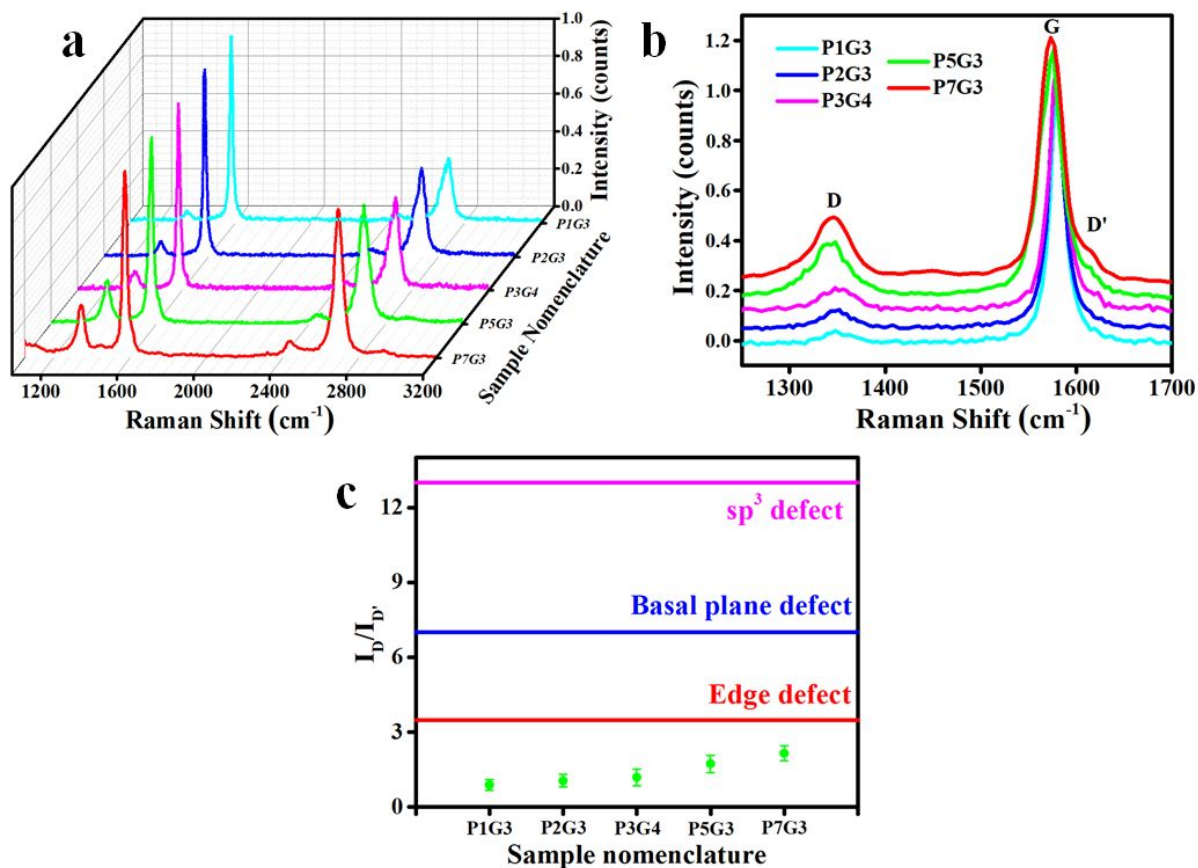 a
1.0
0.8
0.6
0.4
0.2
0.0
Intensity (counts)
P1G3
P2G3
P3G4
P5G3
P7G3
Sample Nomenclature
1200 1600 2000 2400 2800 3200
Raman Shift (cm⁻¹)
b
G
P1G3 P5G3
P2G3 P7G3
P3G4
D
D'
1.2
1.0
0.8
0.6
0.4
0.2
0.0
Intensity (counts)
1300 1400 1500 1600 1700
Raman Shift (cm⁻¹)
c
sp³ defect
Basal plane defect
Edge defect
12
9
6
3
0
I_D/I_D'
P1G3 P2G3 P3G4 P5G3 P7G3
Sample nomenclature